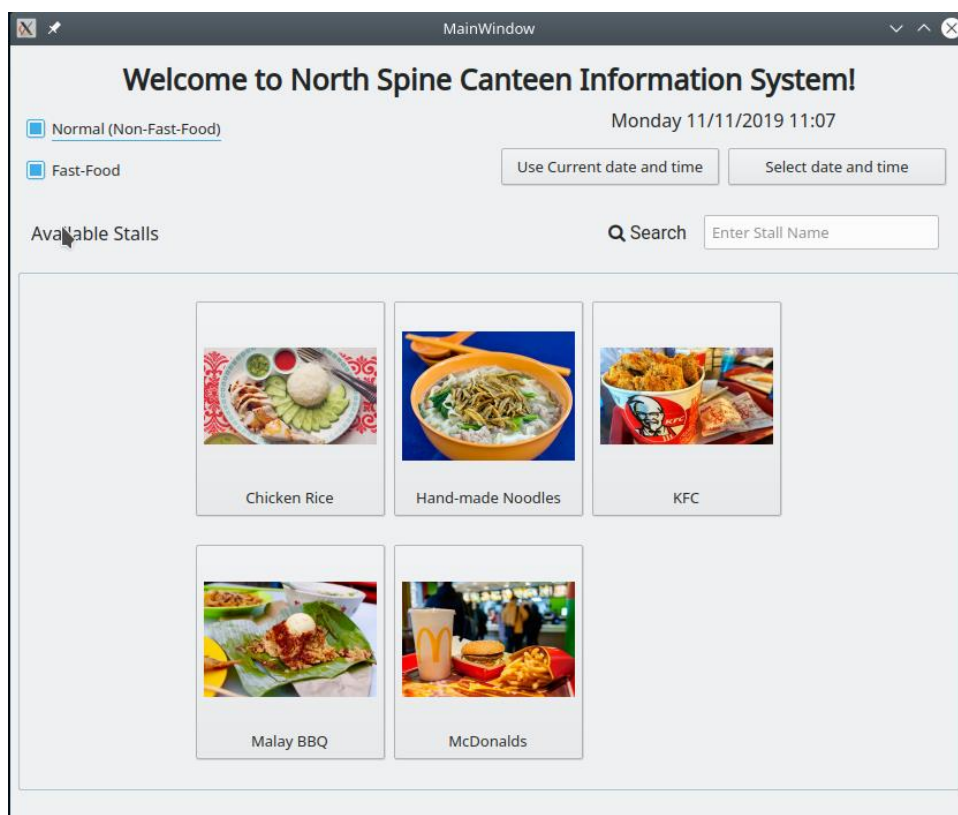 MainWindow
Welcome to North Spine Canteen Information System!
Normal (Non-Fast-Food)
Monday 11/11/2019 11:07
Fast-Food
Use Current date and time
Select date and time
Available Stalls
Search
Enter Stall Name
KFC
Chicken Rice
Hand-made Noodles
KFC
Malay BBQ
McDonalds